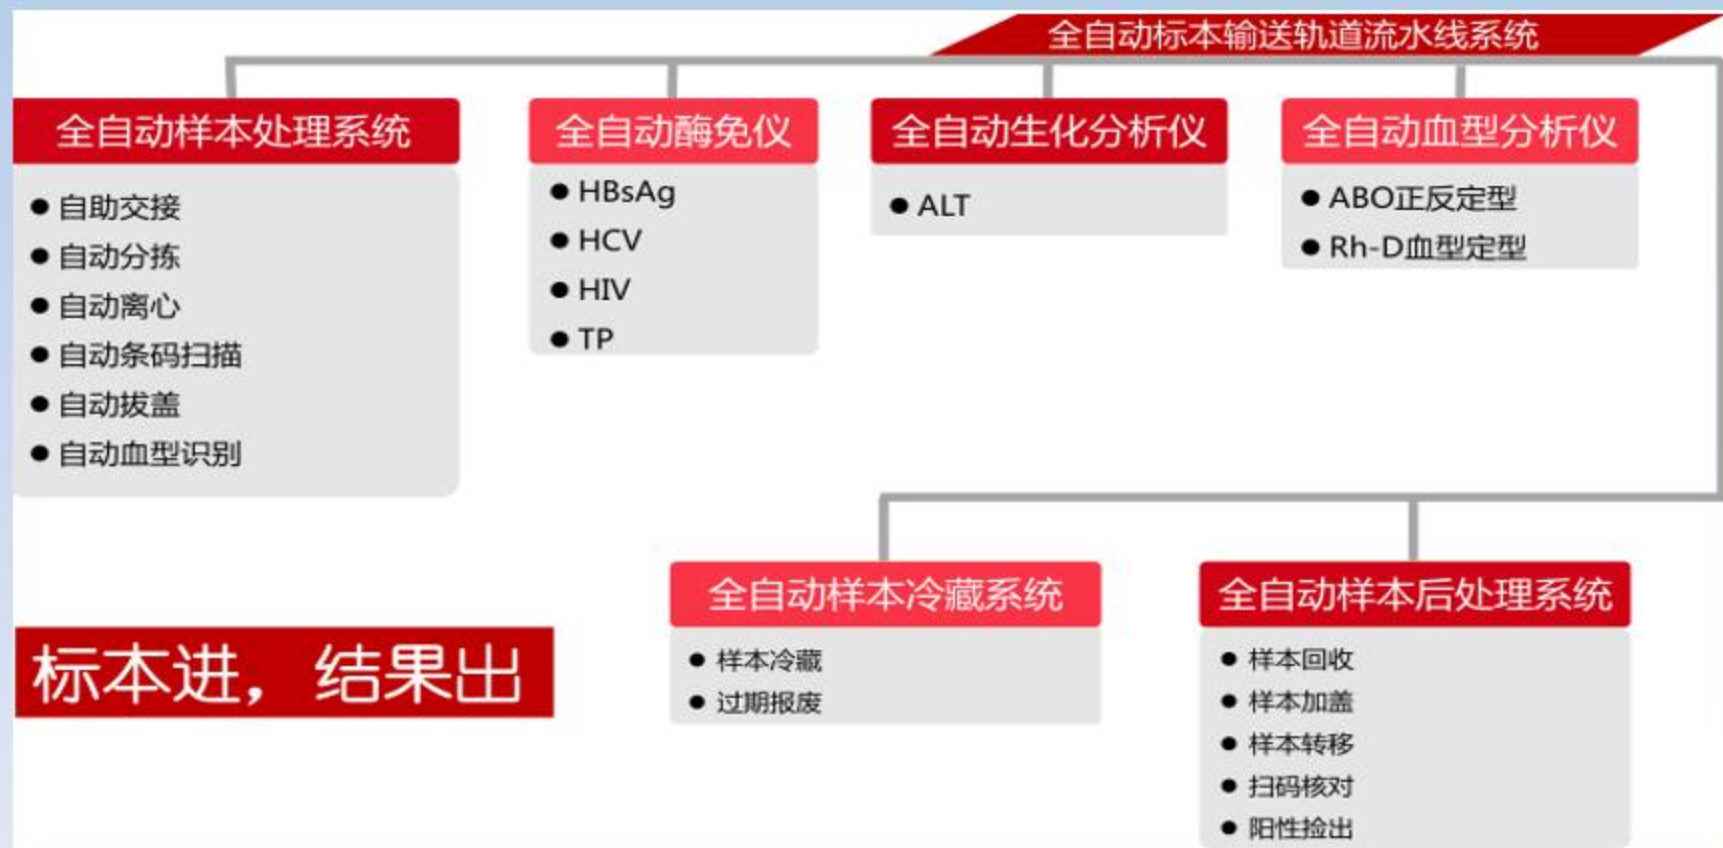 全自动标本输送轨道流水线系统
全自动样本处理系统
● 自助交接
● 自动分拣
● 自动离心
● 自动条码扫描
● 自动拔盖
● 自动血型识别
全自动酶免仪
● HBsAg
● HCV
● HIV
● TP
全自动生化分析仪
● ALT
全自动血型分析仪
● ABO正反定型
● Rh-D血型定型
全自动样本冷藏系统
● 样本冷藏
● 过期报废
全自动样本后处理系统
● 样本回收
● 样本加盖
● 样本转移
● 扫码核对
● 阳性捡出
标本进，结果出